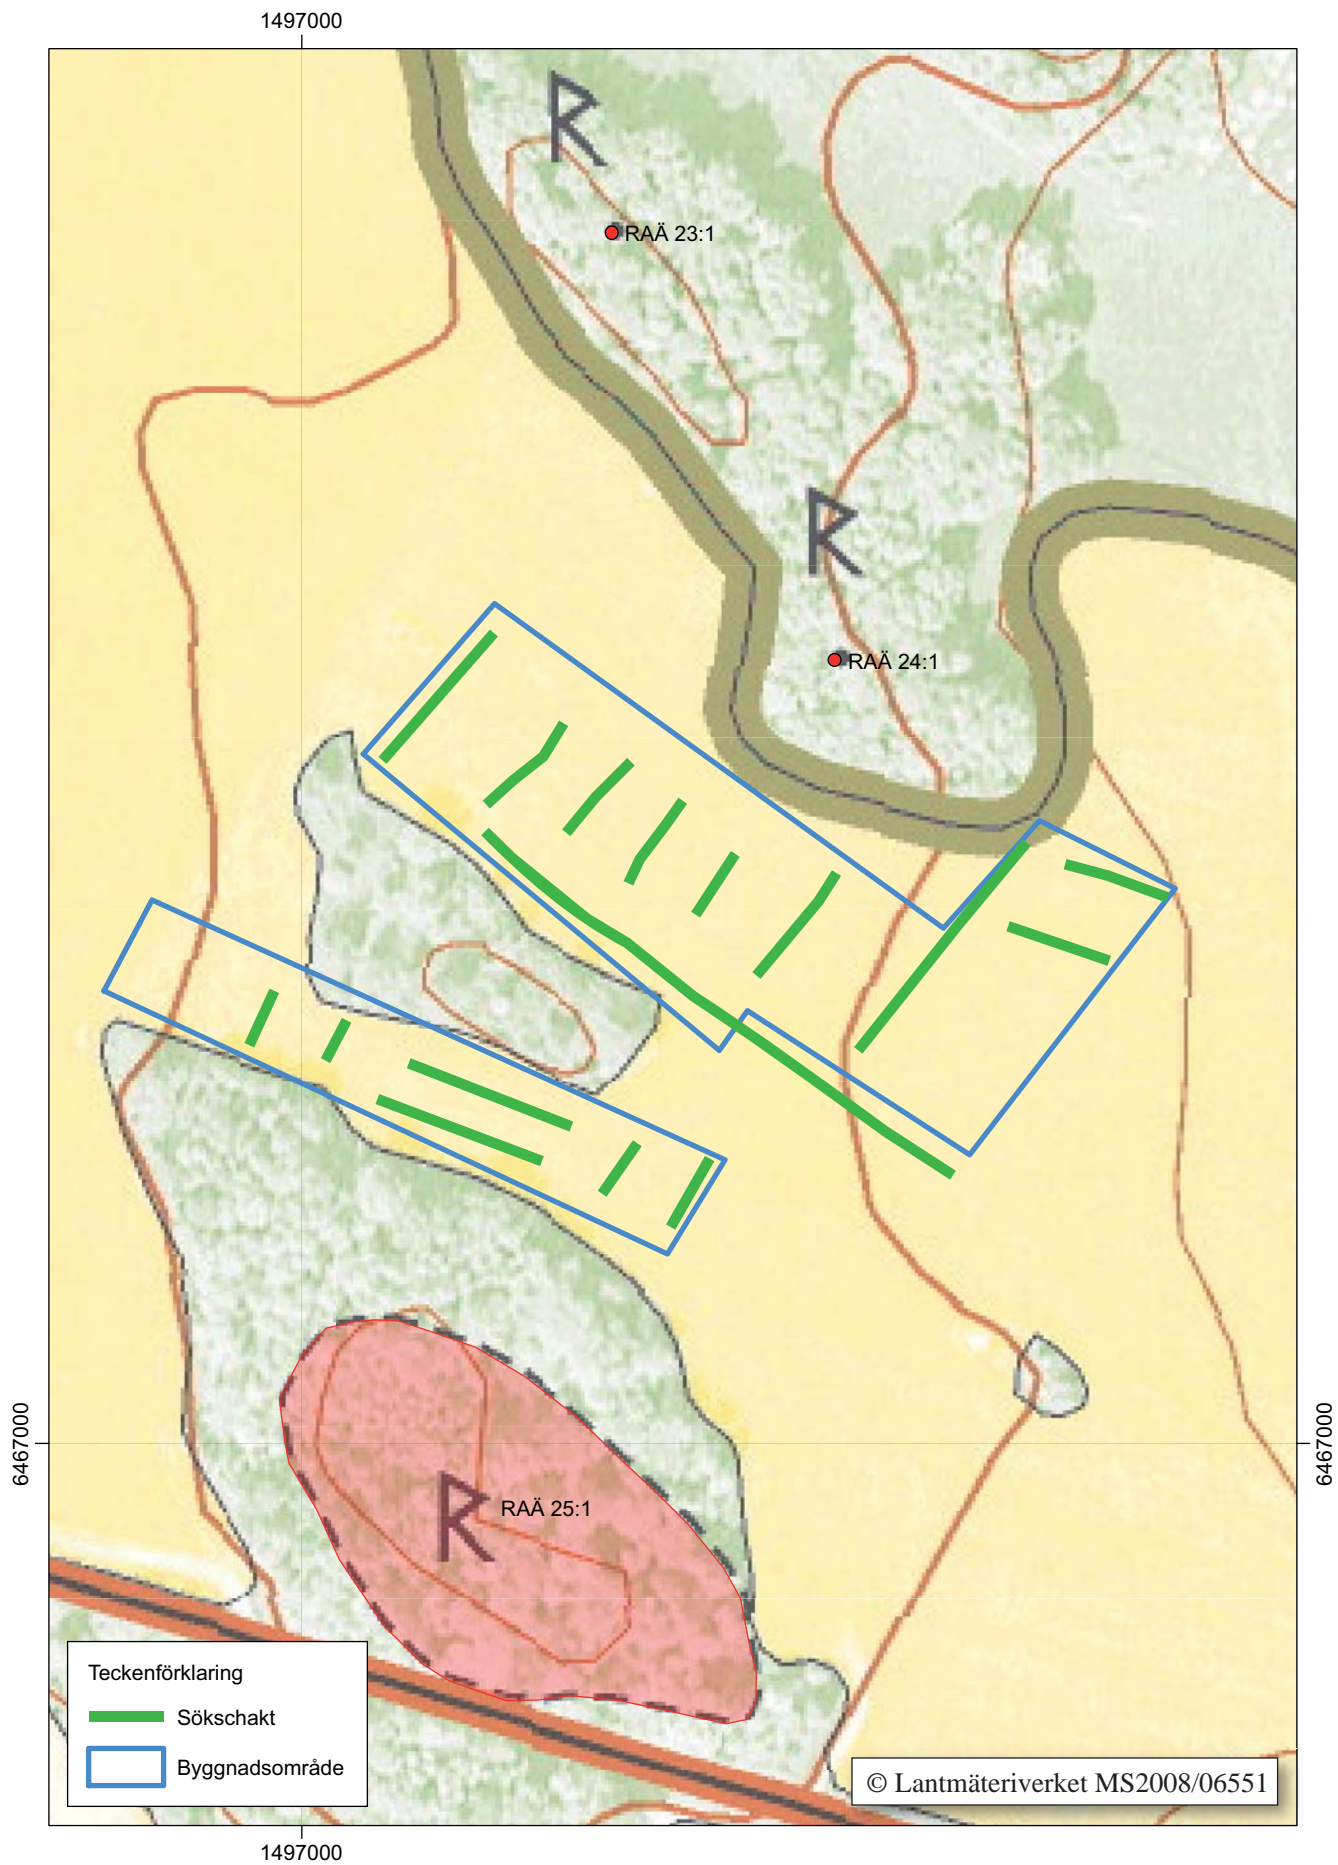 1497000
R
RAÄ 23:1
R
RAÄ 24:1
6467000
6467000
R
RAÄ 25:1
Teckenförklaring
Sökschakt
Byggnadsområde
© Lantmäteriverket MS2008/06551
1497000